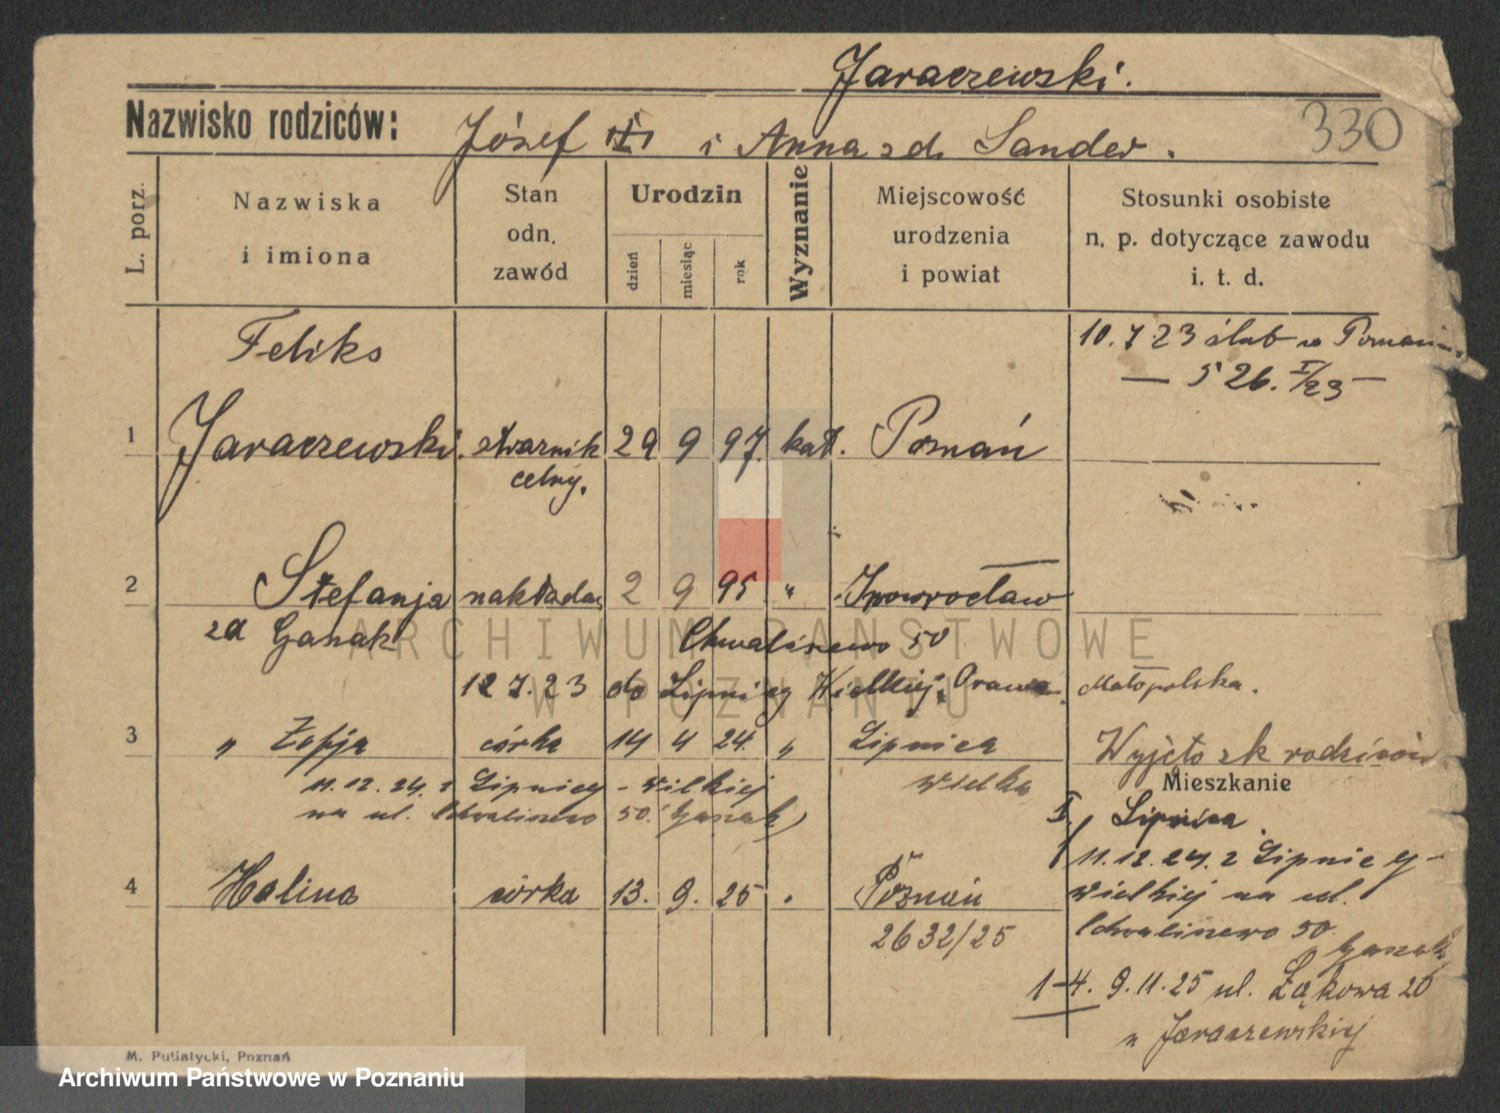 Jaraczewski.
Nazwisko rodziców: Józef i Anna zd. Sander.
330
L. porz.
Nazwiska i imiona
Stan odn. zawód
Urodzin
dzień miesiąc rok
Wyznanie
Miejscowość urodzenia i powiat
Stosunki osobiste n. p. dotyczące zawodu i. t. d.
Feliks
10.7.23 ślub w Poznaniu
— 526. I/23 —
1 Jaraczewski. strażnik 29 9 97. kat. Poznań
celny.
2 Stefanja 2 9 95 " Inowrocław
zd Ganak Chwaliszewo 50
ARCHIWUM PAŃSTWOWE
W POZNANIU
12 7.23 do Lipnicy Wielkiej, Orawa. Małopolska.
3 " Zofja córka 14 4 24. " Lipnica Wyjęto z k rodziców
Wielka
Mieszkanie
11.12.24. z Lipnicy - Wielkiej
na ul. Chwaliszewo 50. (Ganak)
Lipnica
11.12.24. z Lipnicy -
Wielkiej na ul.
Chwaliszewo 50.
Ganak
4 Halina córka 13. 9. 25 " Poznań
2632/25
1-4. 9.11.25 ul. Łąkowa 20
u Jaraczewskiej
M. Putiatycki, Poznań
Archiwum Państwowe w Poznaniu